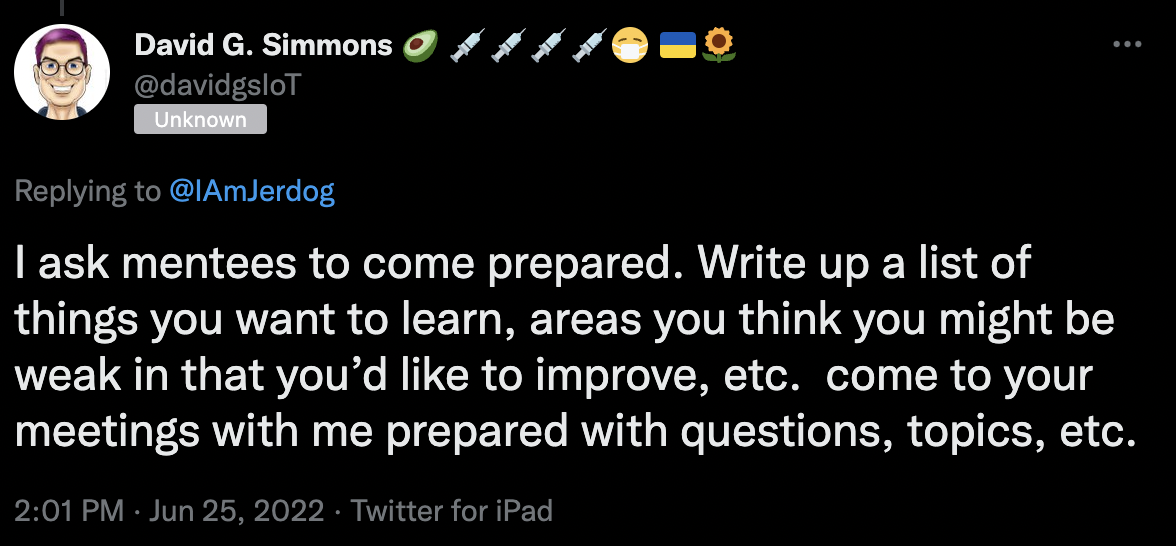 David G. Simmons 🥑 💉💉💉💉😷 🇺🇦🌻
@davidgsIoT
Unknown
Replying to @IAmJerdog
I ask mentees to come prepared. Write up a list of
things you want to learn, areas you think you might be
weak in that you’d like to improve, etc.  come to your
meetings with me prepared with questions, topics, etc.
2:01 PM · Jun 25, 2022 · Twitter for iPad